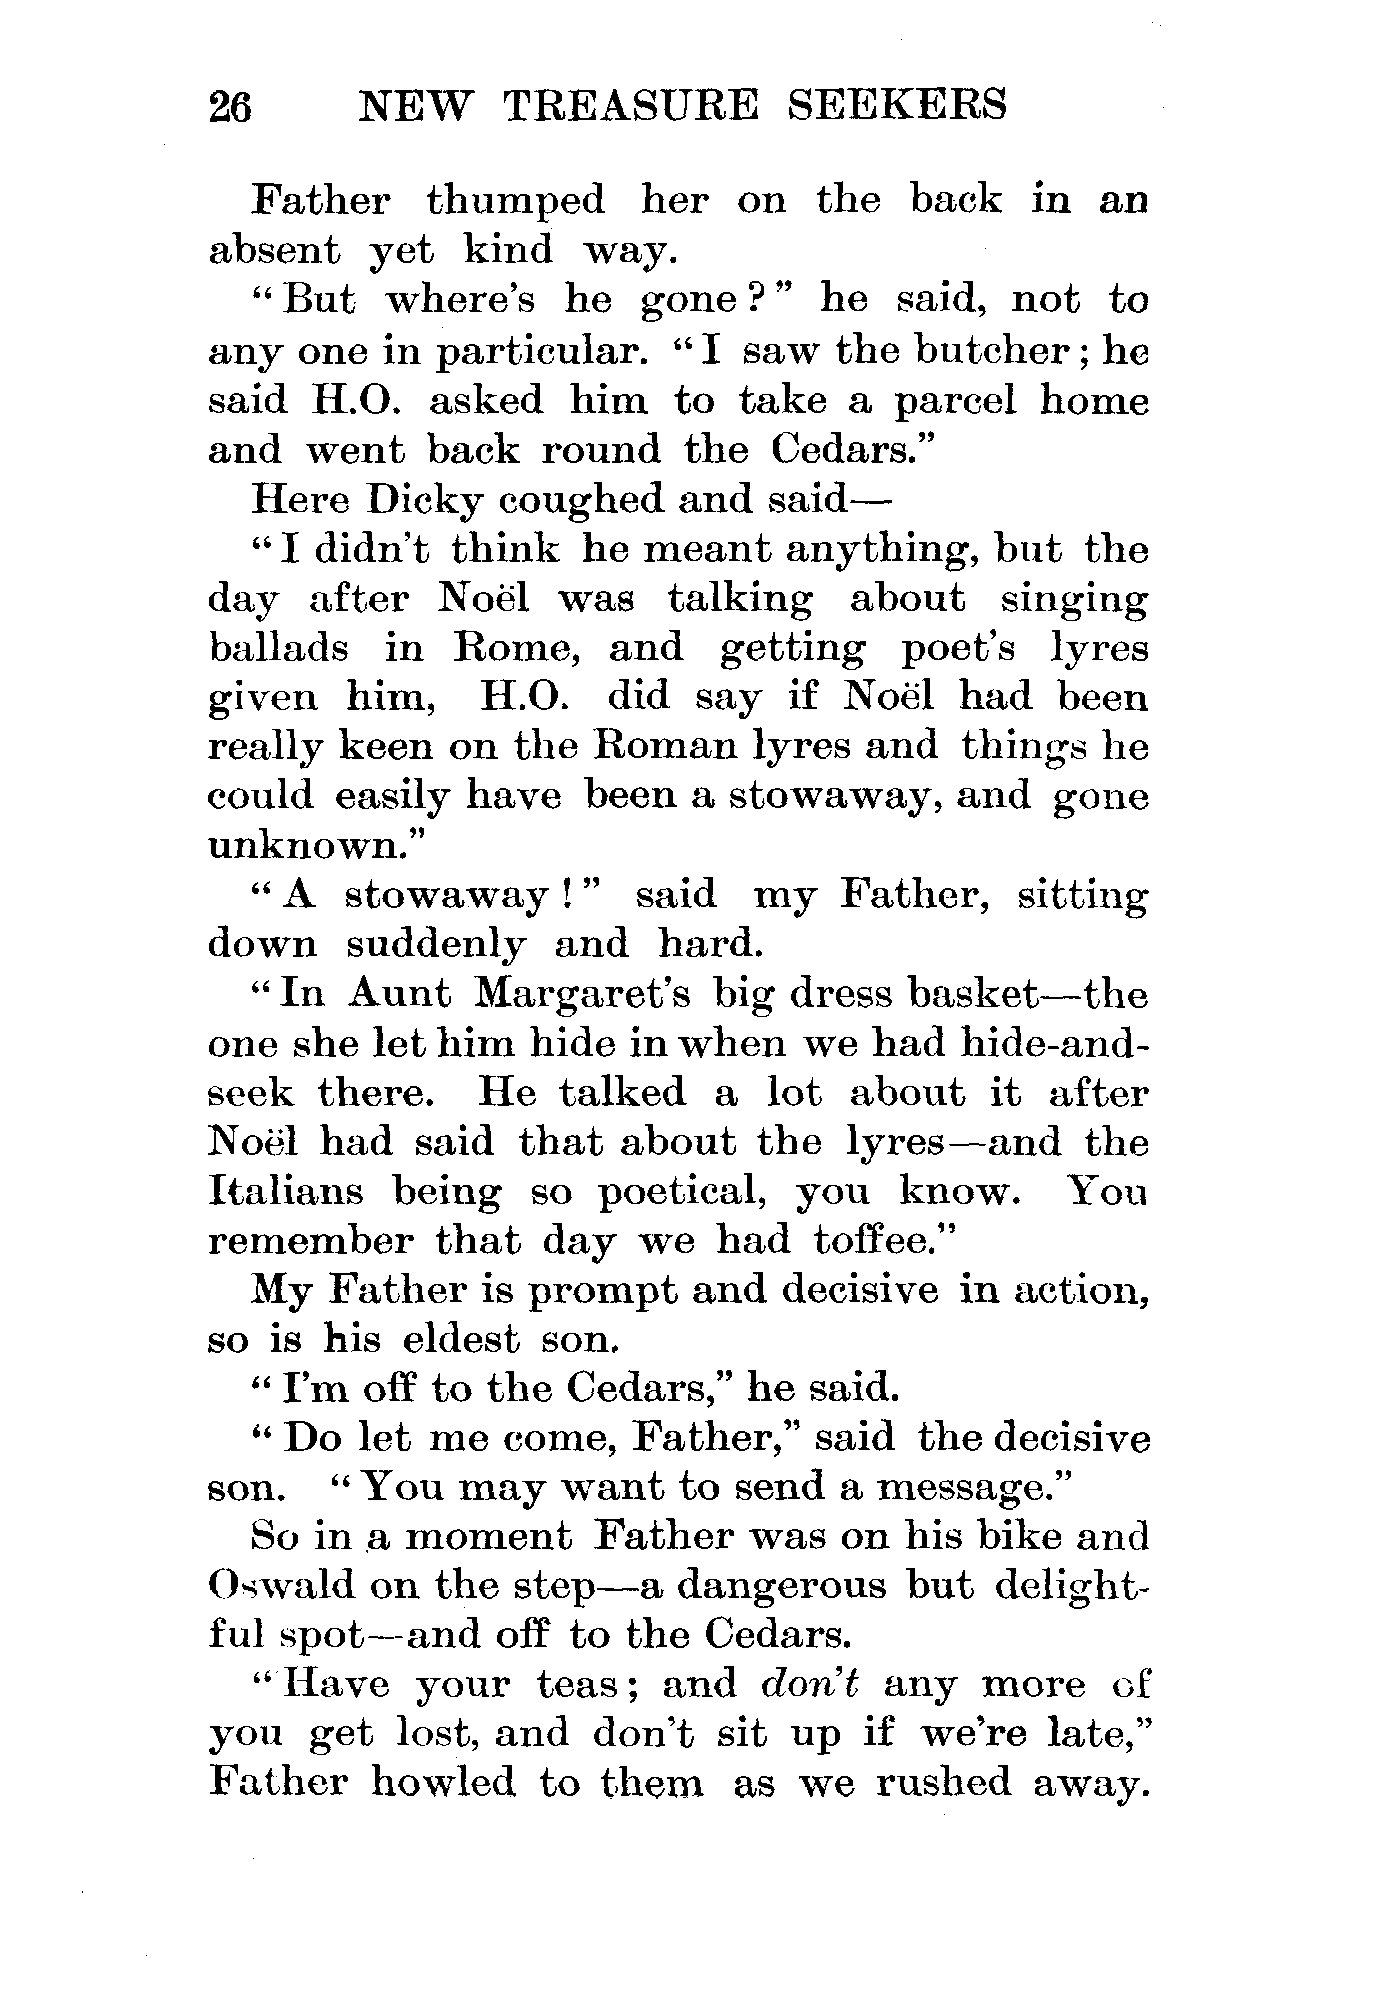 26 NEW TREASURE SEEKERS
Father thumped her on the back in an
absent yet kind way.
“But where's he gone?” he said, not to
any one in particular. “I saw the butcher; he
said H.O. asked him to take a parcel home
and went back round the Cedars.”
Here Dicky coughed and said—
“I didn't think he meant anything, but the
day after Noël was talking about singing
ballads in Rome, and getting poet's lyres
given him, H.O. did say if Noël had been
really keen on the Roman lyres and things he
could easily have been a stowaway, and gone
unknown.”
“A stowaway!” said my Father, sitting
down suddenly and hard.
“In Aunt Margaret's big dress basket—the
one she let him hide in when we had hide-and-
seek there. He talked a lot about it after
Noël had said that about the lyres—and the
Italians being so poetical, you know. You
remember that day we had toffee.”
My Father is prompt and decisive in action,
so is his eldest son.
“I'm off to the Cedars,” he said.
“Do let me come, Father,” said the decisive
son. “You may want to send a message.”
So in a moment Father was on his bike and
Oswald on the step—a dangerous but delight-
ful spot—and off to the Cedars.
“Have your teas; and don't any more of
you get lost, and don't sit up if we're late,”
Father howled to them as we rushed away.